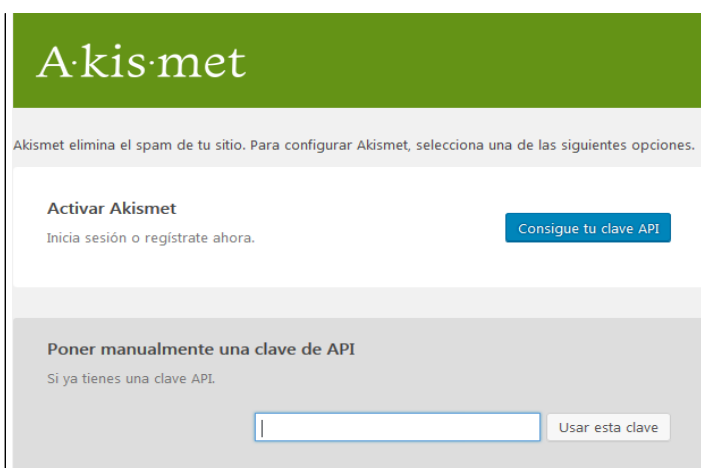 A·kis·met
Akismet elimina el spam de tu sitio. Para configurar Akismet, selecciona una de las siguientes opciones.
Activar Akismet
Inicia sesión o regístrate ahora.
Consigue tu clave API
Poner manualmente una clave de API
Si ya tienes una clave API.
Usar esta clave